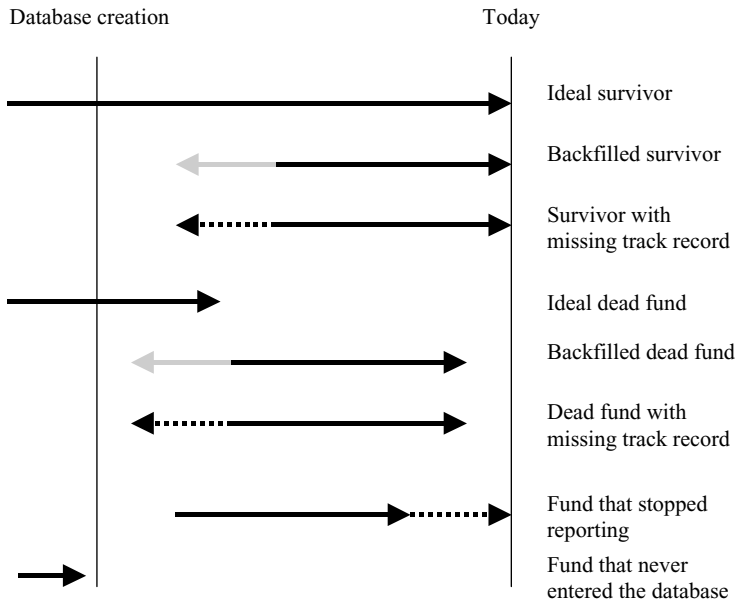 Database creation
Today
Ideal survivor
Backfilled survivor
Survivor with
missing track record
Ideal dead fund
Backfilled dead fund
Dead fund with
missing track record
Fund that stopped
reporting
Fund that never
entered the database